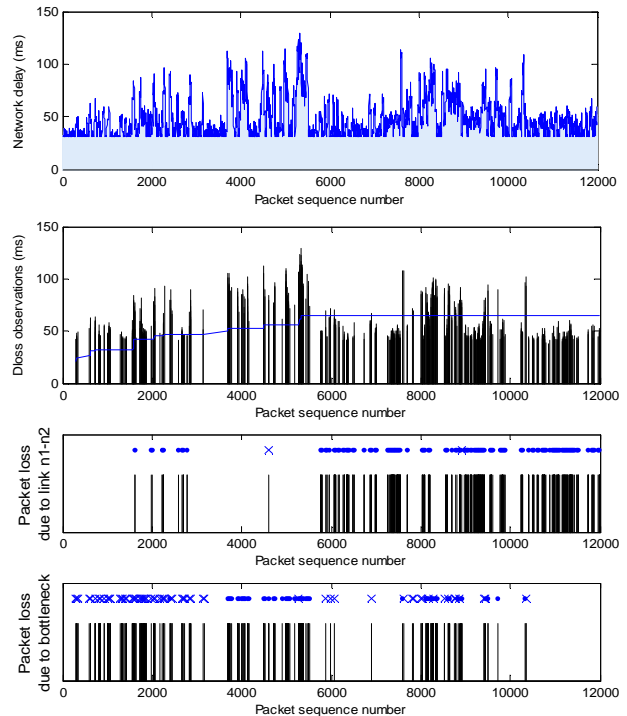 150
100
50
0
Network delay (ms)
0 2000 4000 6000 8000 10000 12000
Packet sequence number
150
100
50
0
Dloss observations (ms)
0 2000 4000 6000 8000 10000 12000
Packet sequence number
Packet loss
due to link n1-n2
0 2000 4000 6000 8000 10000 12000
Packet sequence number
Packet loss
due to bottleneck
0 2000 4000 6000 8000 10000 12000
Packet sequence number